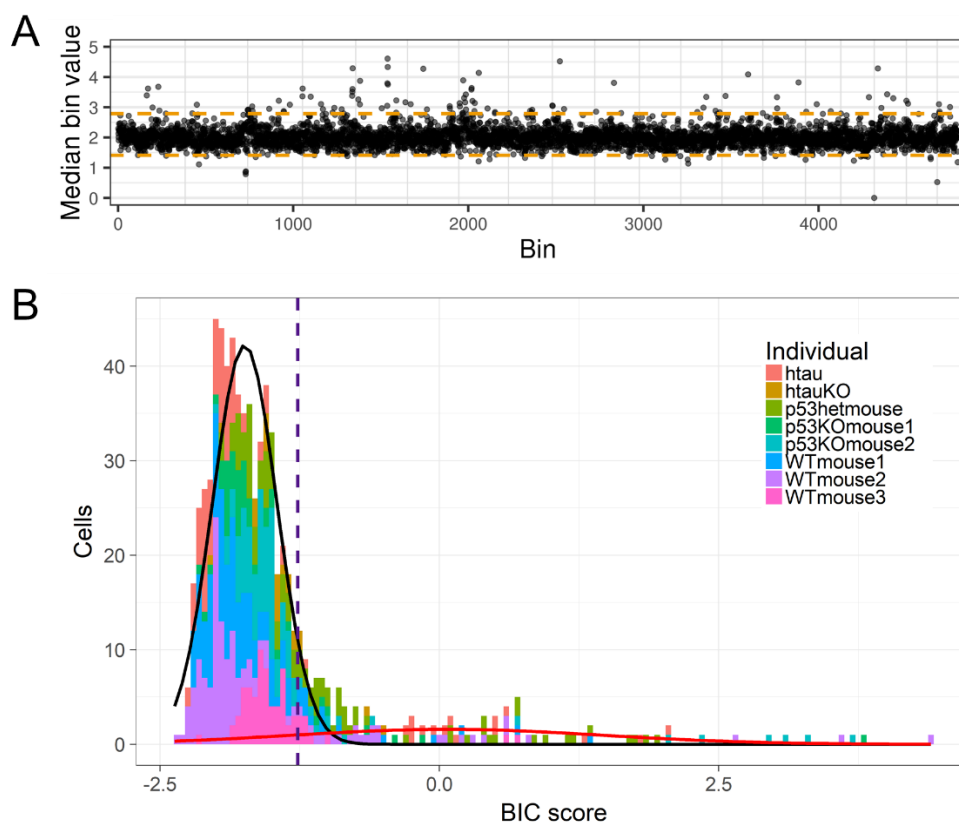 A
Median bin value
5
4
3
2
1
0
0
1000
2000
3000
4000
Bin
B
Cells
40
30
20
10
0
-2.5
0.0
2.5
BIC score
Individual
htau
htauKO
p53hetmouse
p53KOmouse1
p53KOmouse2
WTmouse1
WTmouse2
WTmouse3